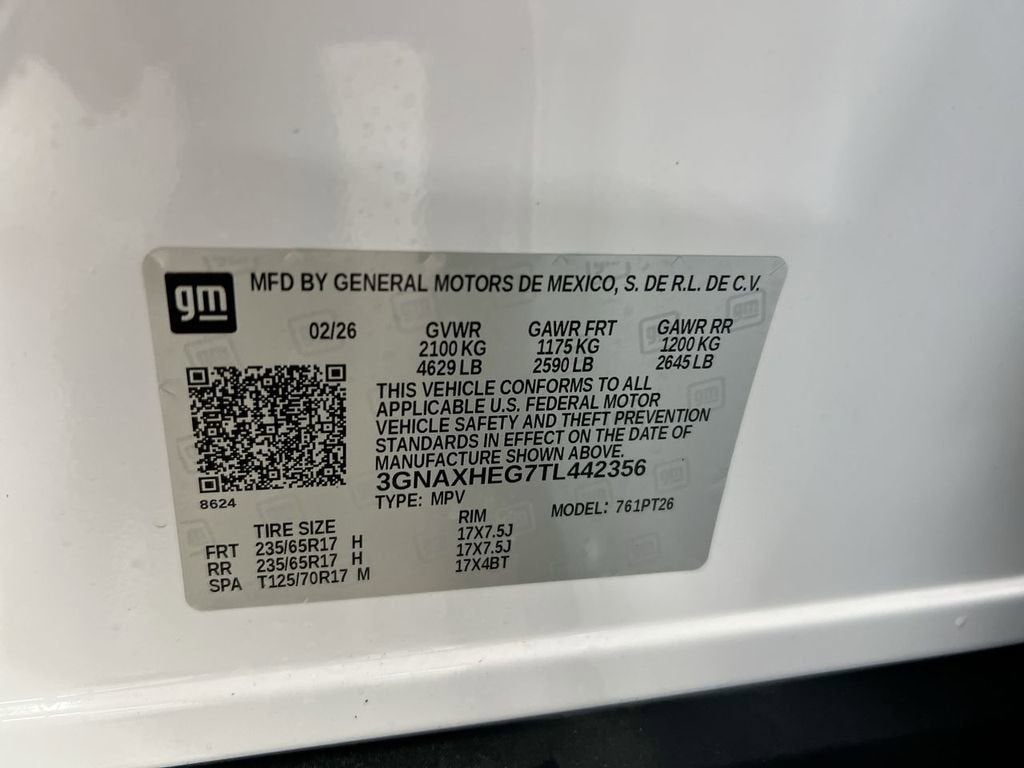 gm
MFD BY GENERAL MOTORS DE MEXICO, S. DE R.L. DE C.V.
02/26 GVWR GAWR FRT GAWR RR
2100 KG 1175 KG 1200 KG
4629 LB 2590 LB 2645 LB
THIS VEHICLE CONFORMS TO ALL
APPLICABLE U.S. FEDERAL MOTOR
VEHICLE SAFETY AND THEFT PREVENTION
STANDARDS IN EFFECT ON THE DATE OF
MANUFACTURE SHOWN ABOVE.
3GNAXHEG7TL442356
8624 TYPE: MPV MODEL: 761PT26
TIRE SIZE RIM
FRT 235/65R17 H 17X7.5J
RR 235/65R17 H 17X7.5J
SPA T125/70R17 M 17X4BT